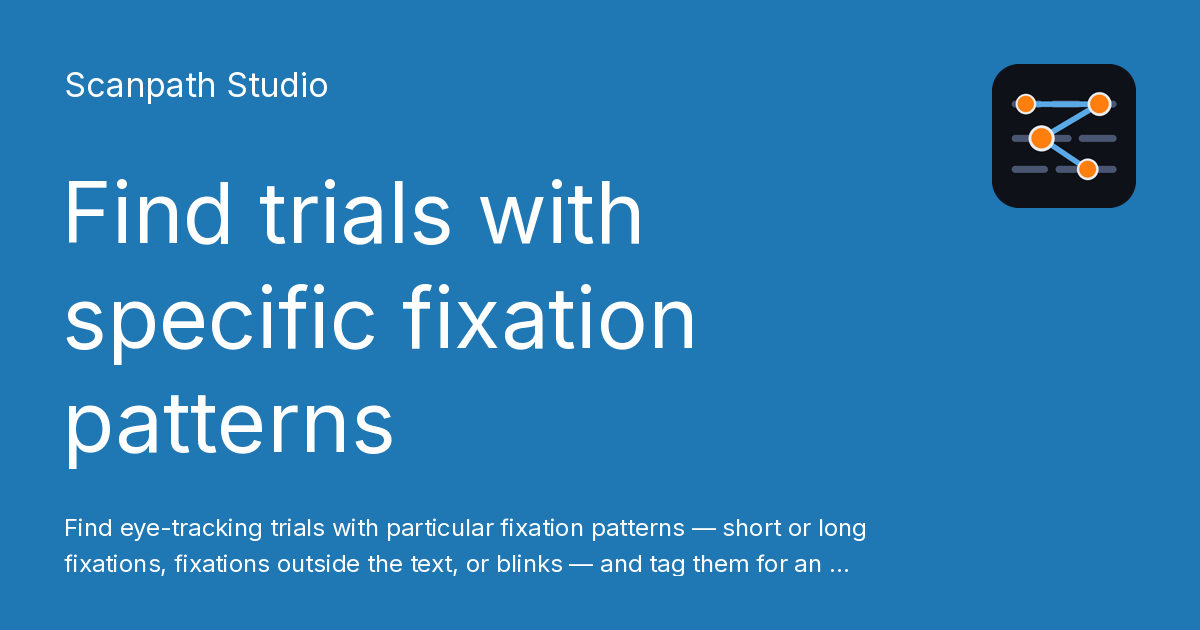 Scanpath Studio
Find trials with
specific fixation
patterns
Find eye-tracking trials with particular fixation patterns — short or long
fixations, fixations outside the text, or blinks — and tag them for an ...